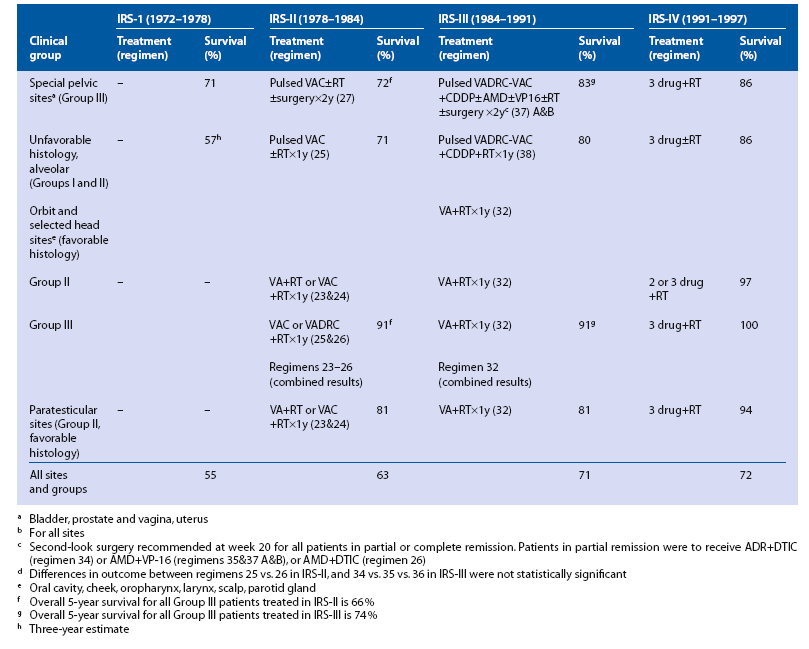 IRS-1 (1972–1978) IRS-II (1978–1984) IRS-III (1984–1991) IRS-IV (1991–1997)
Clinical Treatment Survival Treatment Survival Treatment Survival Treatment Survival
group (regimen) (%) (regimen) (%) (regimen) (%) (regimen) (%)
Special pelvic – 71 Pulsed VAC±RT 72f Pulsed VADRC-VAC 83g 3 drug+RT 86
sitesa (Group III) ±surgery×2y (27) +CDDP±AMD±VP16±RT
±surgery ×2yc (37) A&B
Unfavorable – 57h Pulsed VAC 71 Pulsed VADRC-VAC 80 3 drug±RT 86
histology, ±RT×1y (25) +CDDP+RT×1y (38)
alveolar
(Groups I and II)
Orbit and VA+RT×1y (32)
selected head
sitese (favorable
histology)
Group II – – VA+RT or VAC VA+RT×1y (32) 2 or 3 drug 97
+RT×1y (23&24) +RT
Group III VAC or VADRC 91f VA+RT×1y (32) 91g 3 drug+RT 100
+RT×1y (25&26)
Regimens 23–26 Regimen 32
(combined results) (combined results)
Paratesticular – – VA+RT or VAC 81 VA+RT×1y (32) 81 3 drug+RT 94
sites (Group II, +RT×1y (23&24)
favorable
histology)
All sites 55 63 71 72
and groups
a Bladder, prostate and vagina, uterus
b For all sites
c Second-look surgery recommended at week 20 for all patients in partial or complete remission. Patients in partial remission were to receive ADR+DTIC
(regimen 34) or AMD+VP-16 (regimens 35&37 A&B), or AMD+DTIC (regimen 26)
d Differences in outcome between regimens 25 vs. 26 in IRS-II, and 34 vs. 35 vs. 36 in IRS-III were not statistically significant
e Oral cavity, cheek, oropharynx, larynx, scalp, parotid gland
f Overall 5-year survival for all Group III patients treated in IRS-II is 66%
g Overall 5-year survival for all Group III patients treated in IRS-III is 74%
h Three-year estimate